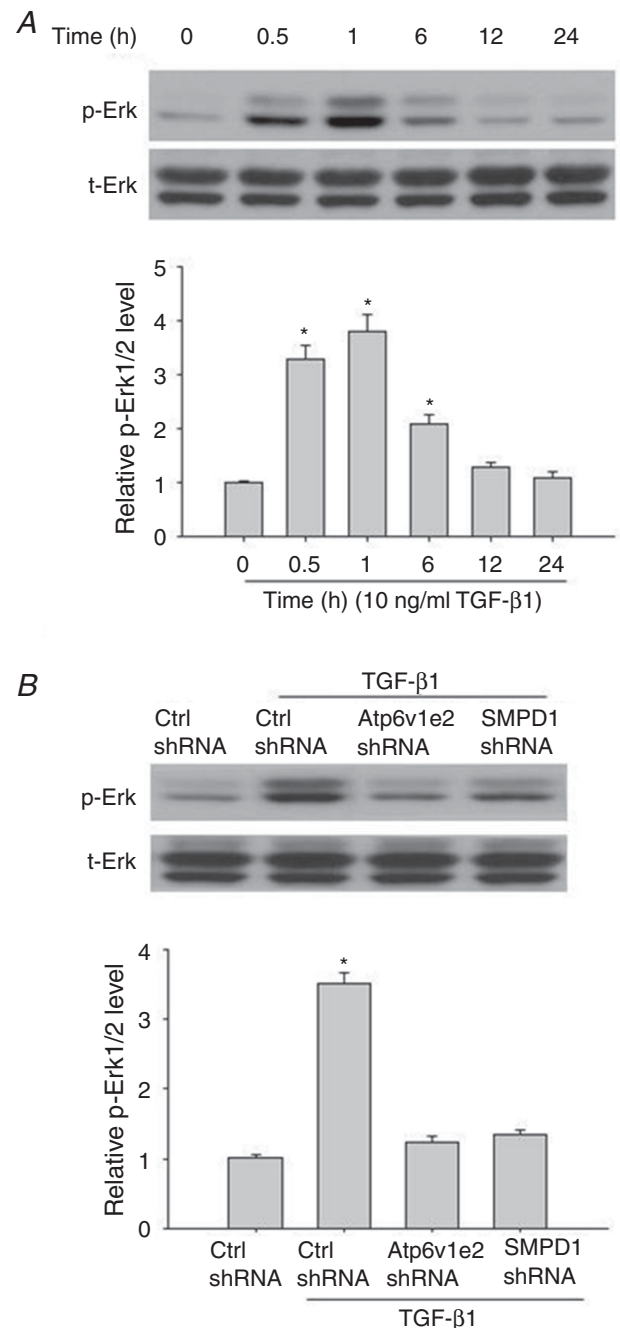 A Time (h) 0 0.5 1 6 12 24
p-Erk
t-Erk
Relative p-Erk1/2 level
5
4
3
2
1
0
*
*
*
0 0.5 1 6 12 24
Time (h) (10 ng/ml TGF-β1)
B
TGF-β1
Ctrl Ctrl Atp6v1e2 SMPD1
shRNA shRNA shRNA shRNA
p-Erk
t-Erk
Relative p-Erk1/2 level
4
3
2
1
0
*
Ctrl Ctrl Atp6v1e2 SMPD1
shRNA shRNA shRNA shRNA
TGF-β1